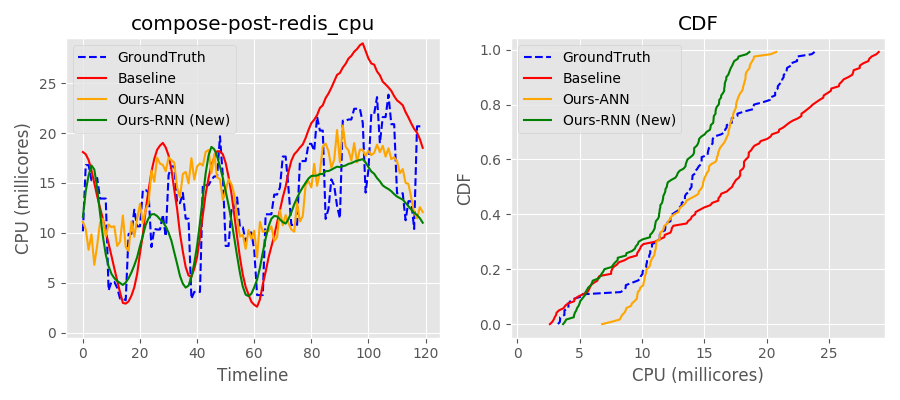 compose-post-redis_cpu
GroundTruth
Baseline
Ours-ANN
Ours-RNN (New)
CPU (millicores)
25
20
15
10
5
0
0 20 40 60 80 100 120
Timeline
CDF
GroundTruth
Baseline
Ours-ANN
Ours-RNN (New)
CDF
1.0
0.8
0.6
0.4
0.2
0.0
0 5 10 15 20 25
CPU (millicores)